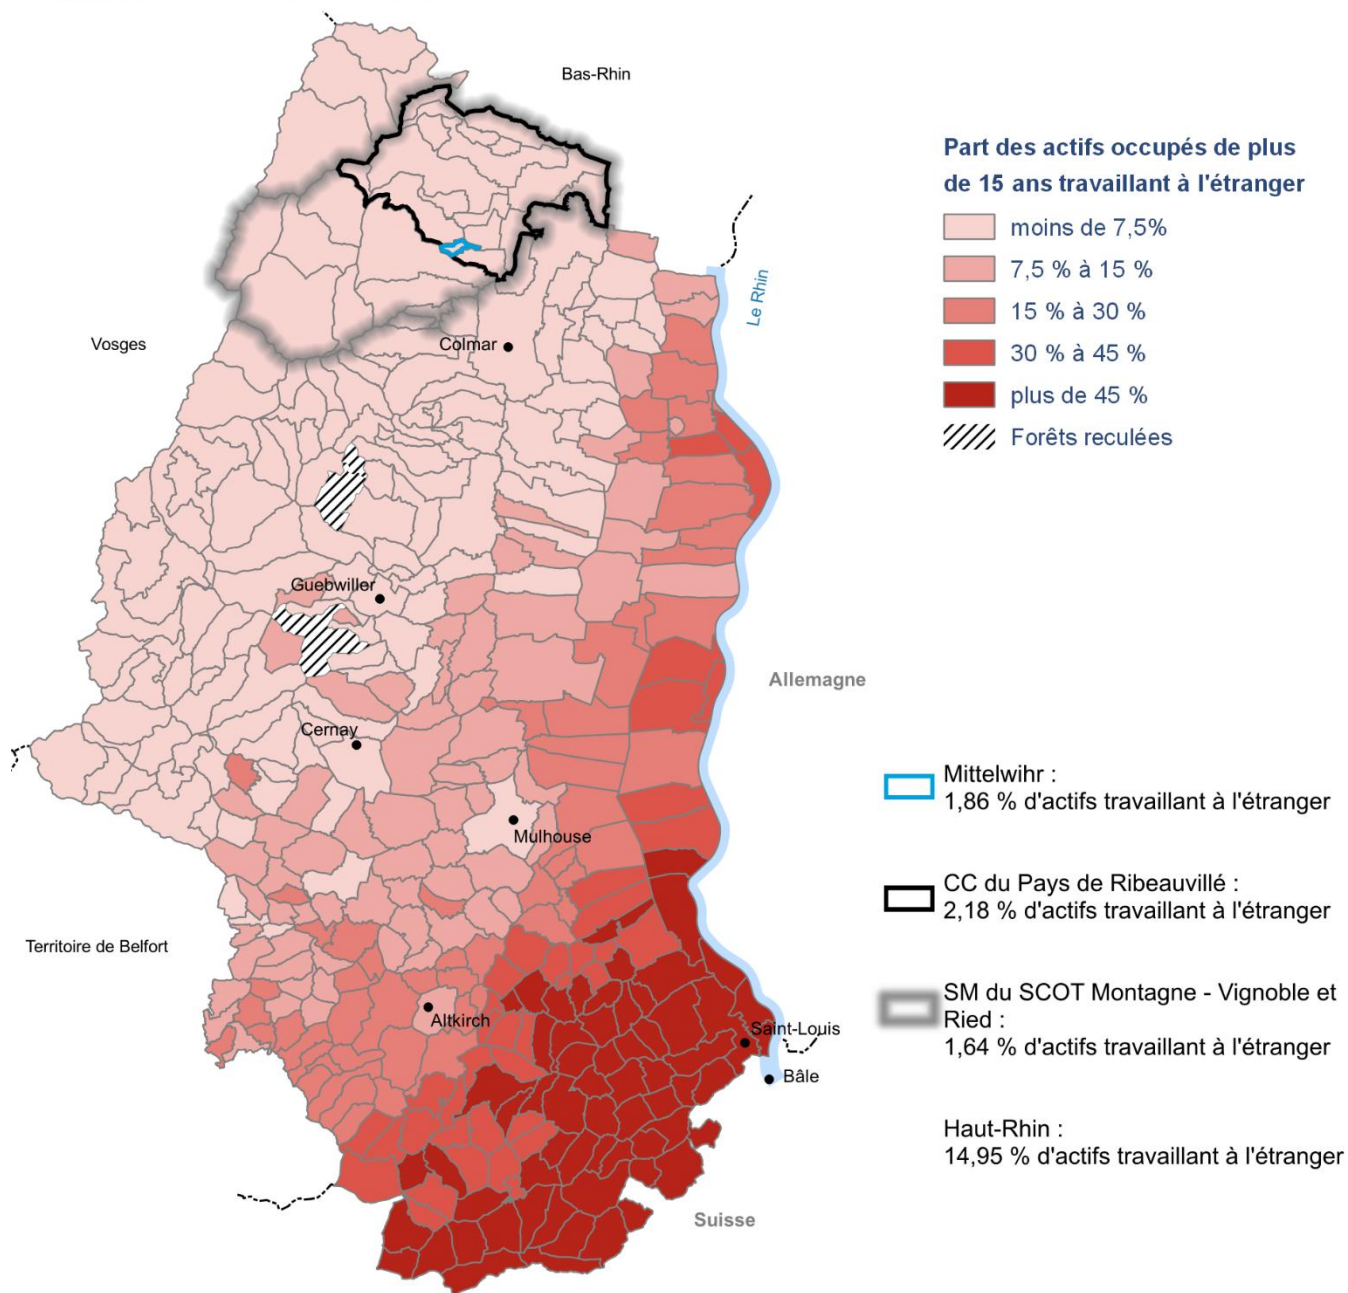 Bas-Rhin
Part des actifs occupés de plus
de 15 ans travaillant à l'étranger
moins de 7,5%
7,5 % à 15 %
15 % à 30 %
30 % à 45 %
plus de 45 %
Forêts reculées
Le Rhin
Vosges
Colmar
Guebwiller
Allemagne
Cernay
Mulhouse
Mittelwihr :
1,86 % d'actifs travaillant à l'étranger
CC du Pays de Ribeauvillé :
2,18 % d'actifs travaillant à l'étranger
Territoire de Belfort
Altkirch
SM du SCOT Montagne - Vignoble et
Ried :
1,64 % d'actifs travaillant à l'étranger
Saint-Louis
Bâle
Haut-Rhin :
14,95 % d'actifs travaillant à l'étranger
Suisse